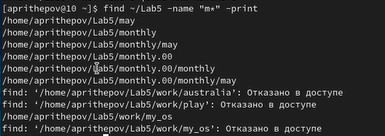 [aprithepov@10 ~]$ find ~/Lab5 -name "m*" -print
/home/aprithepov/Lab5/may
/home/aprithepov/Lab5/monthly
/home/aprithepov/Lab5/monthly/may
/home/aprithepov/Lab5/monthly.00
/home/aprithepov/Lab5/monthly.00/monthly
/home/aprithepov/Lab5/monthly.00/monthly/may
find: ‘/home/aprithepov/Lab5/work/australia’: Отказано в доступе
find: ‘/home/aprithepov/Lab5/work/play’: Отказано в доступе
/home/aprithepov/Lab5/work/my_os
find: ‘/home/aprithepov/Lab5/work/my_os’: Отказано в доступе